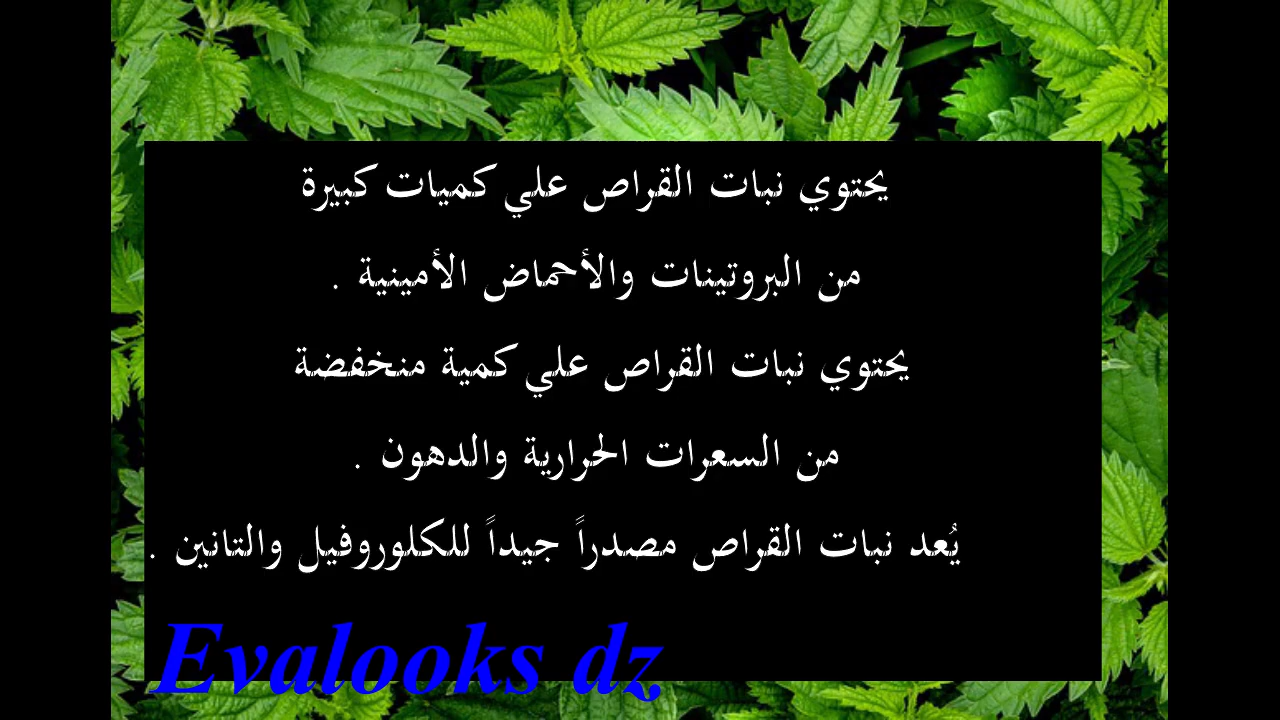 يحتوي نبات القراص علي كميات كبيرة
من البروتينات والأحماض الأمينية .
يحتوي نبات القراص علي كمية منخفضة
من السعرات الحرارية والدهون .
يُعد نبات القراص مصدراً جيداً للكلوروفيل والتانين .
Evalooks dz